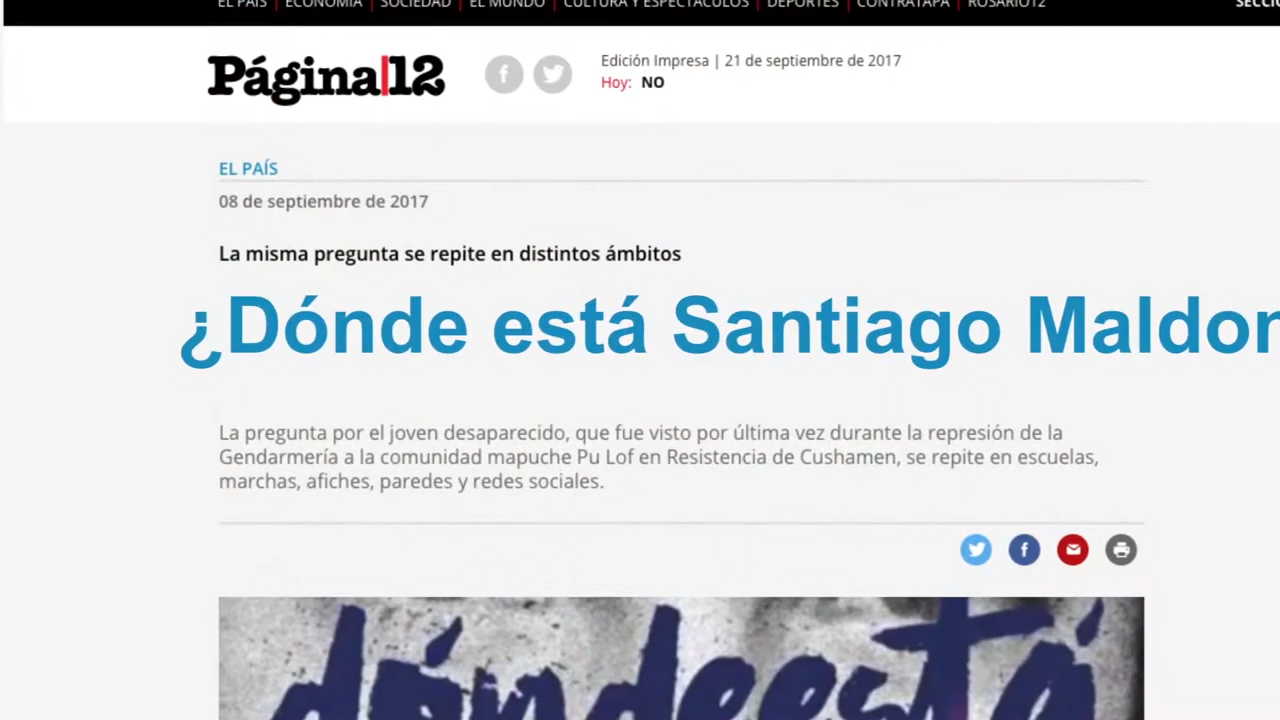 EL PAÍS | ECONOMÍA | SOCIEDAD | EL MUNDO | CULTURA Y ESPECTÁCULOS | DEPORTES | CONTRATAPA | ROSARIO12
Página|12
f
Edición Impresa | 21 de septiembre de 2017
Hoy: NO
EL PAÍS
08 de septiembre de 2017
La misma pregunta se repite en distintos ámbitos
¿Dónde está Santiago Maldon
La pregunta por el joven desaparecido, que fue visto por última vez durante la represión de la
Gendarmería a la comunidad mapuche Pu Lof en Resistencia de Cushamen, se repite en escuelas,
marchas, afiches, paredes y redes sociales.
f
dóndeestá